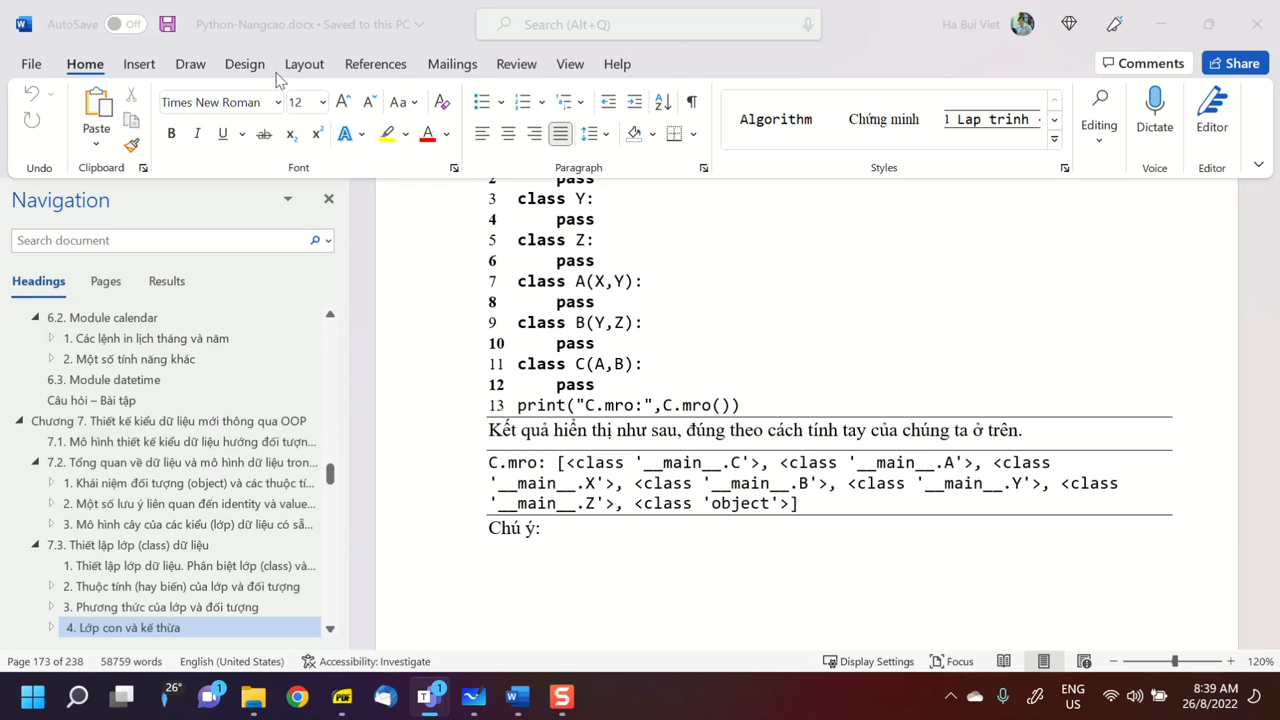 AutoSave Off Python-Nangcao.docx • Saved to this PC Search (Alt+Q) Ha Bui Viet
File Home Insert Draw Design Layout References Mailings Review View Help Comments Share
Times New Roman 12 Aa
Paste B I U ab x₂ x² A A
Algorithm Chứng minh 1 Lap trinh
Editing Dictate Editor
Undo Clipboard Font Paragraph Styles Voice Editor
Navigation
Search document
Headings Pages Results
6.2. Module calendar
1. Các lệnh in lịch tháng và năm
2. Một số tính năng khác
6.3. Module datetime
Câu hỏi – Bài tập
Chương 7. Thiết kế kiểu dữ liệu mới thông qua OOP
7.1. Mô hình thiết kế kiểu dữ liệu hướng đối tượn...
7.2. Tổng quan về dữ liệu và mô hình dữ liệu tron...
1. Khái niệm đối tượng (object) và các thuộc tí...
2. Một số lưu ý liên quan đến identity và value...
3. Mô hình cây của các kiểu (lớp) dữ liệu có sẵ...
7.3. Thiết lập lớp (class) dữ liệu
1. Thiết lập lớp dữ liệu. Phân biệt lớp (class) và...
2. Thuộc tính (hay biến) của lớp và đối tượng
3. Phương thức của lớp và đối tượng
4. Lớp con và kế thừa
2 pass
3 class Y:
4 pass
5 class Z:
6 pass
7 class A(X,Y):
8 pass
9 class B(Y,Z):
10 pass
11 class C(A,B):
12 pass
13 print("C.mro:",C.mro())
Kết quả hiển thị như sau, đúng theo cách tính tay của chúng ta ở trên.
C.mro: [<class '__main__.C'>, <class '__main__.A'>, <class
'__main__.X'>, <class '__main__.B'>, <class '__main__.Y'>, <class
'__main__.Z'>, <class 'object'>]
Chú ý:
Page 173 of 238 58759 words English (United States) Accessibility: Investigate Display Settings Focus 120%
26° 1 PDF 1 ENG 8:39 AM
US 26/8/2022